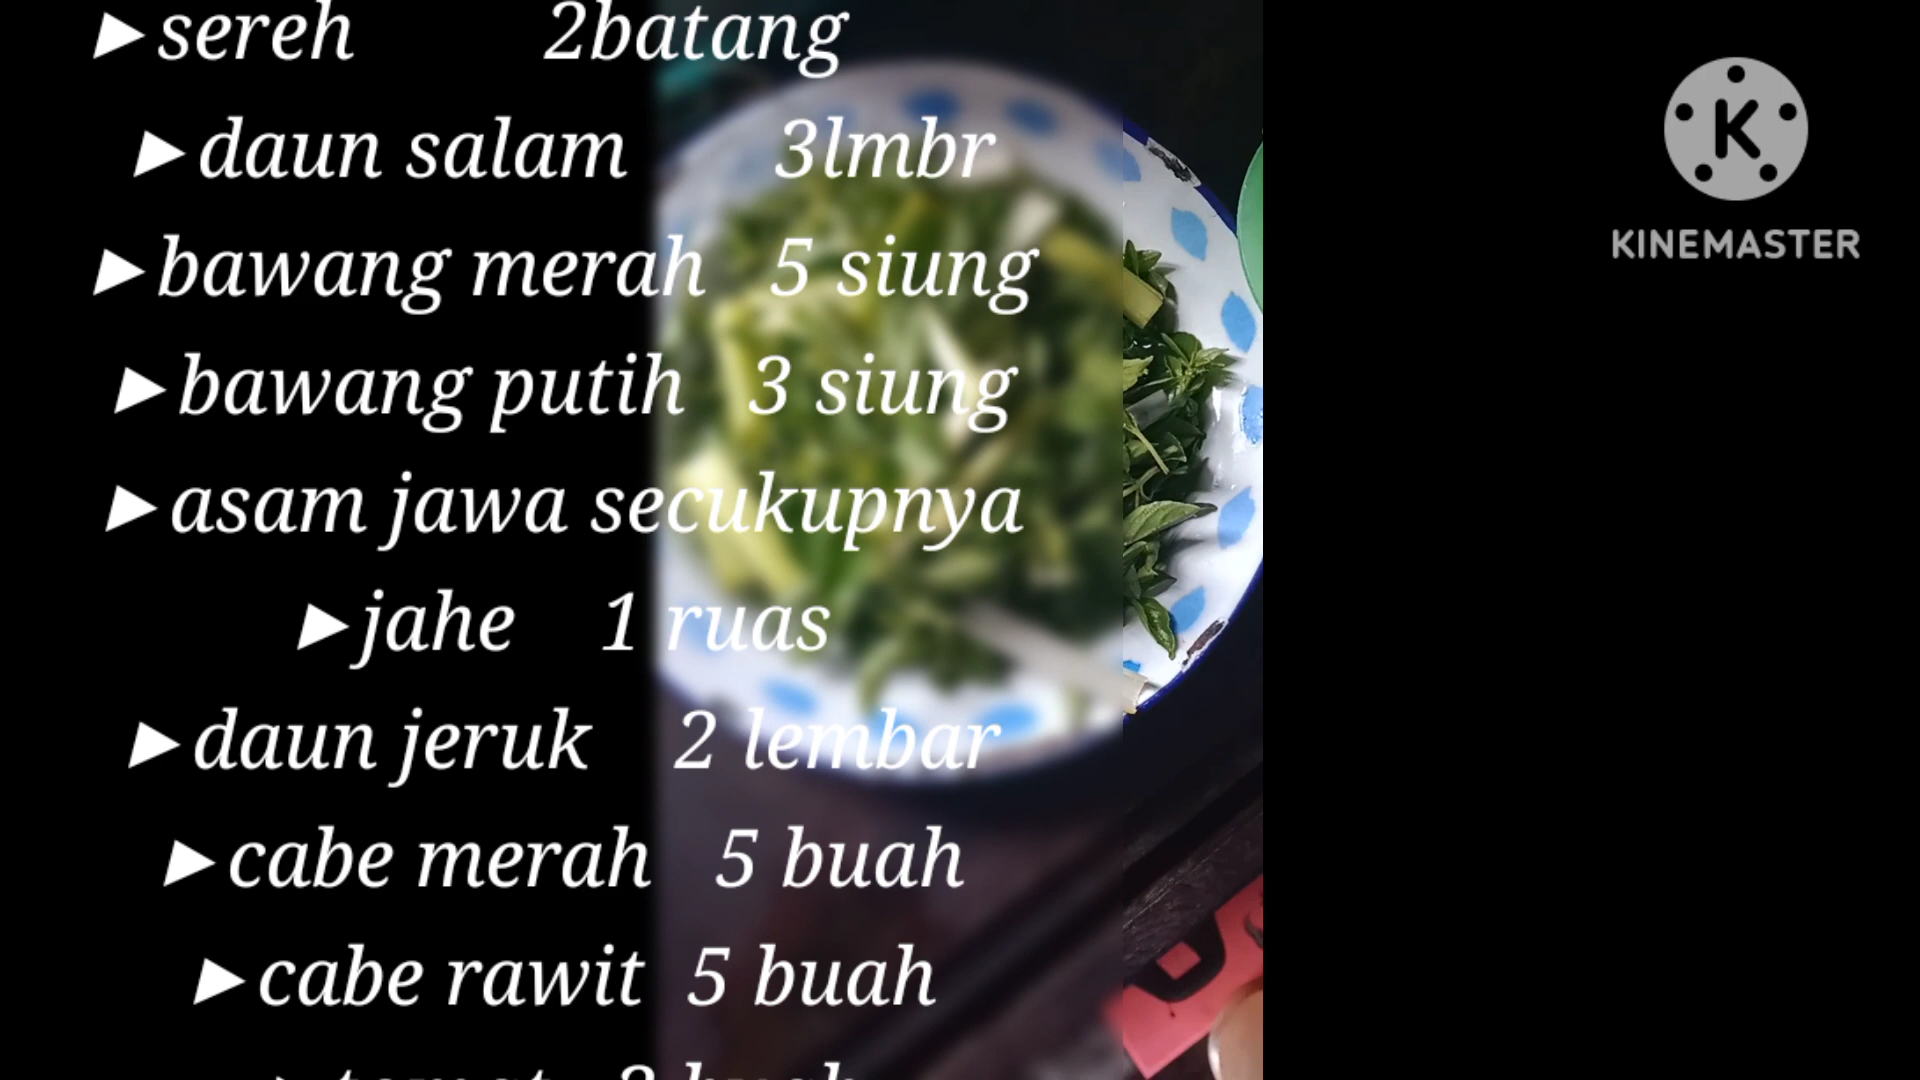 ▶sereh 2batang
▶daun salam 3lmbr
▶bawang merah 5 siung
▶bawang putih 3 siung
▶asam jawa secukupnya
▶jahe 1 ruas
▶daun jeruk 2 lembar
▶cabe merah 5 buah
▶cabe rawit 5 buah
K
KINEMASTER